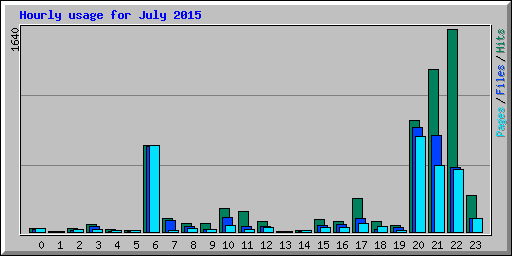 Hourly usage for July 2015
1640
Pages / Files / Hits
0 1 2 3 4 5 6 7 8 9 10 11 12 13 14 15 16 17 18 19 20 21 22 23